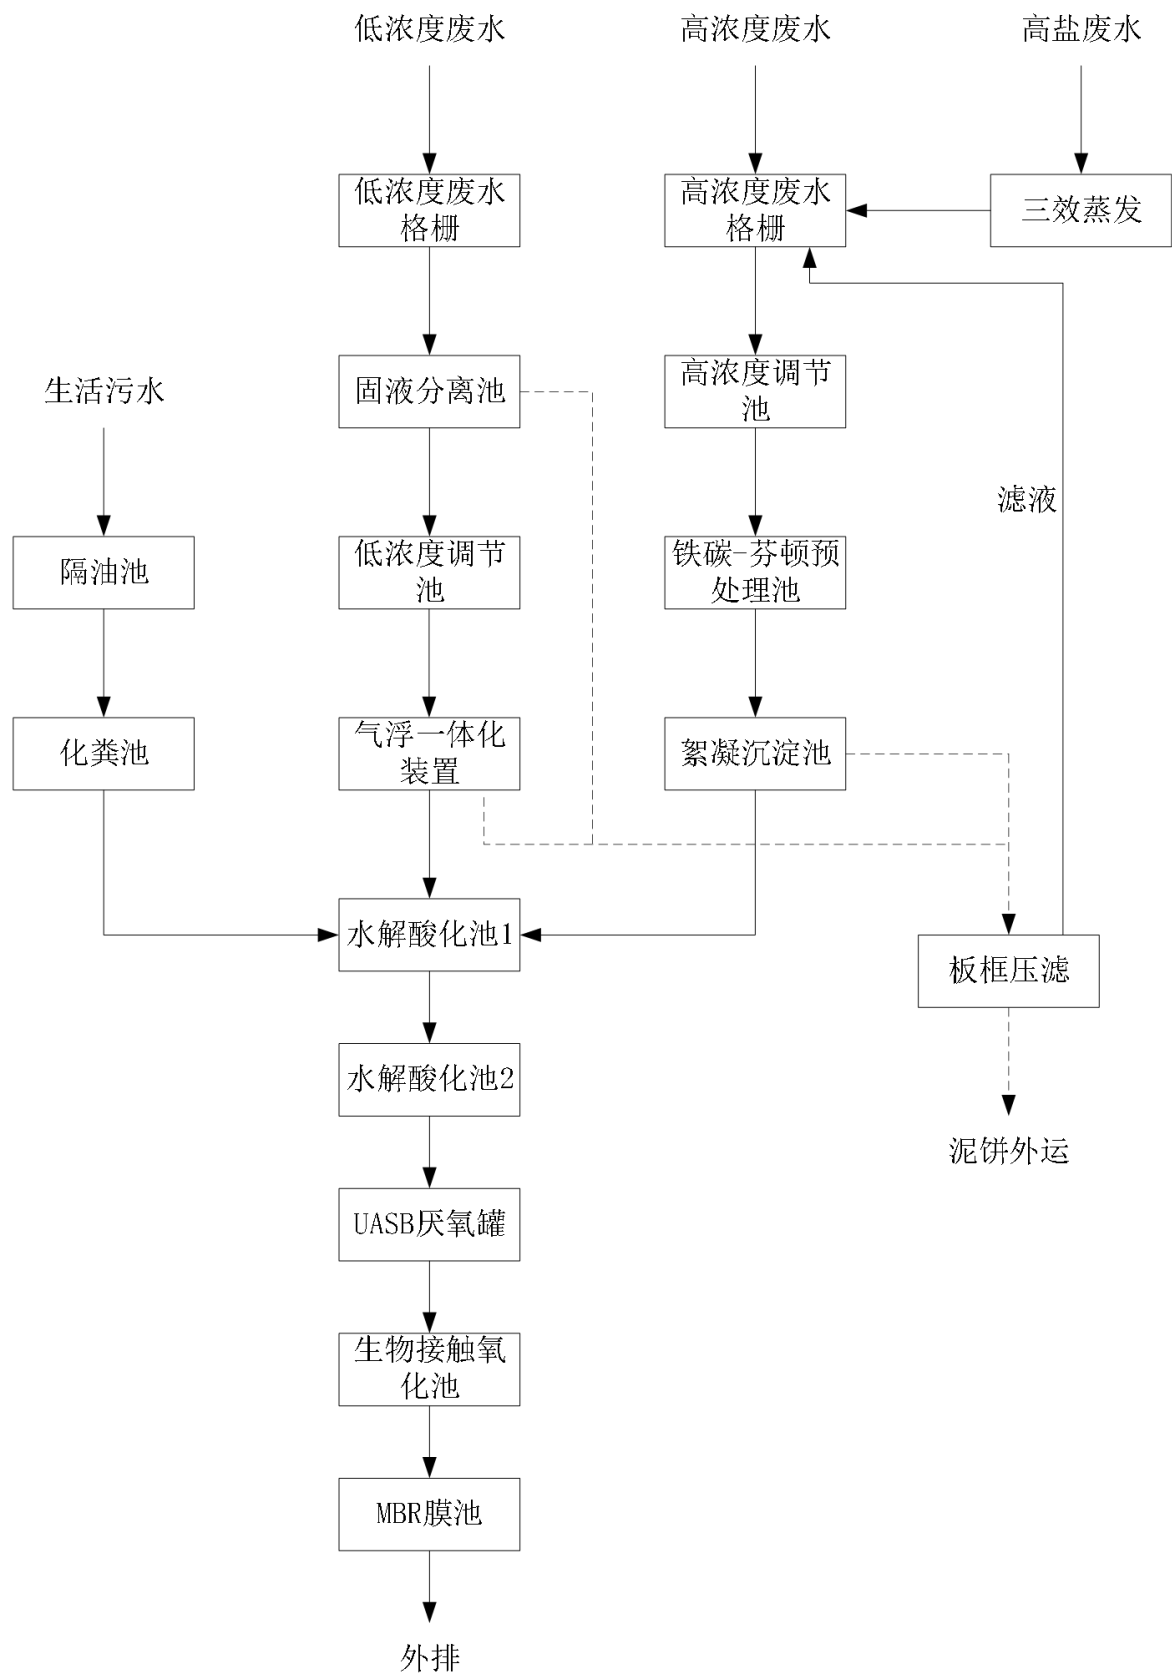 低浓度废水
高浓度废水
高盐废水
低浓度废水
格栅
高浓度废水
格栅
三效蒸发
生活污水
固液分离池
高浓度调节
池
滤液
隔油池
低浓度调节
池
铁碳-芬顿预
处理池
化粪池
气浮一体化
装置
絮凝沉淀池
水解酸化池1
板框压滤
水解酸化池2
泥饼外运
UASB厌氧罐
生物接触氧
化池
MBR膜池
外排